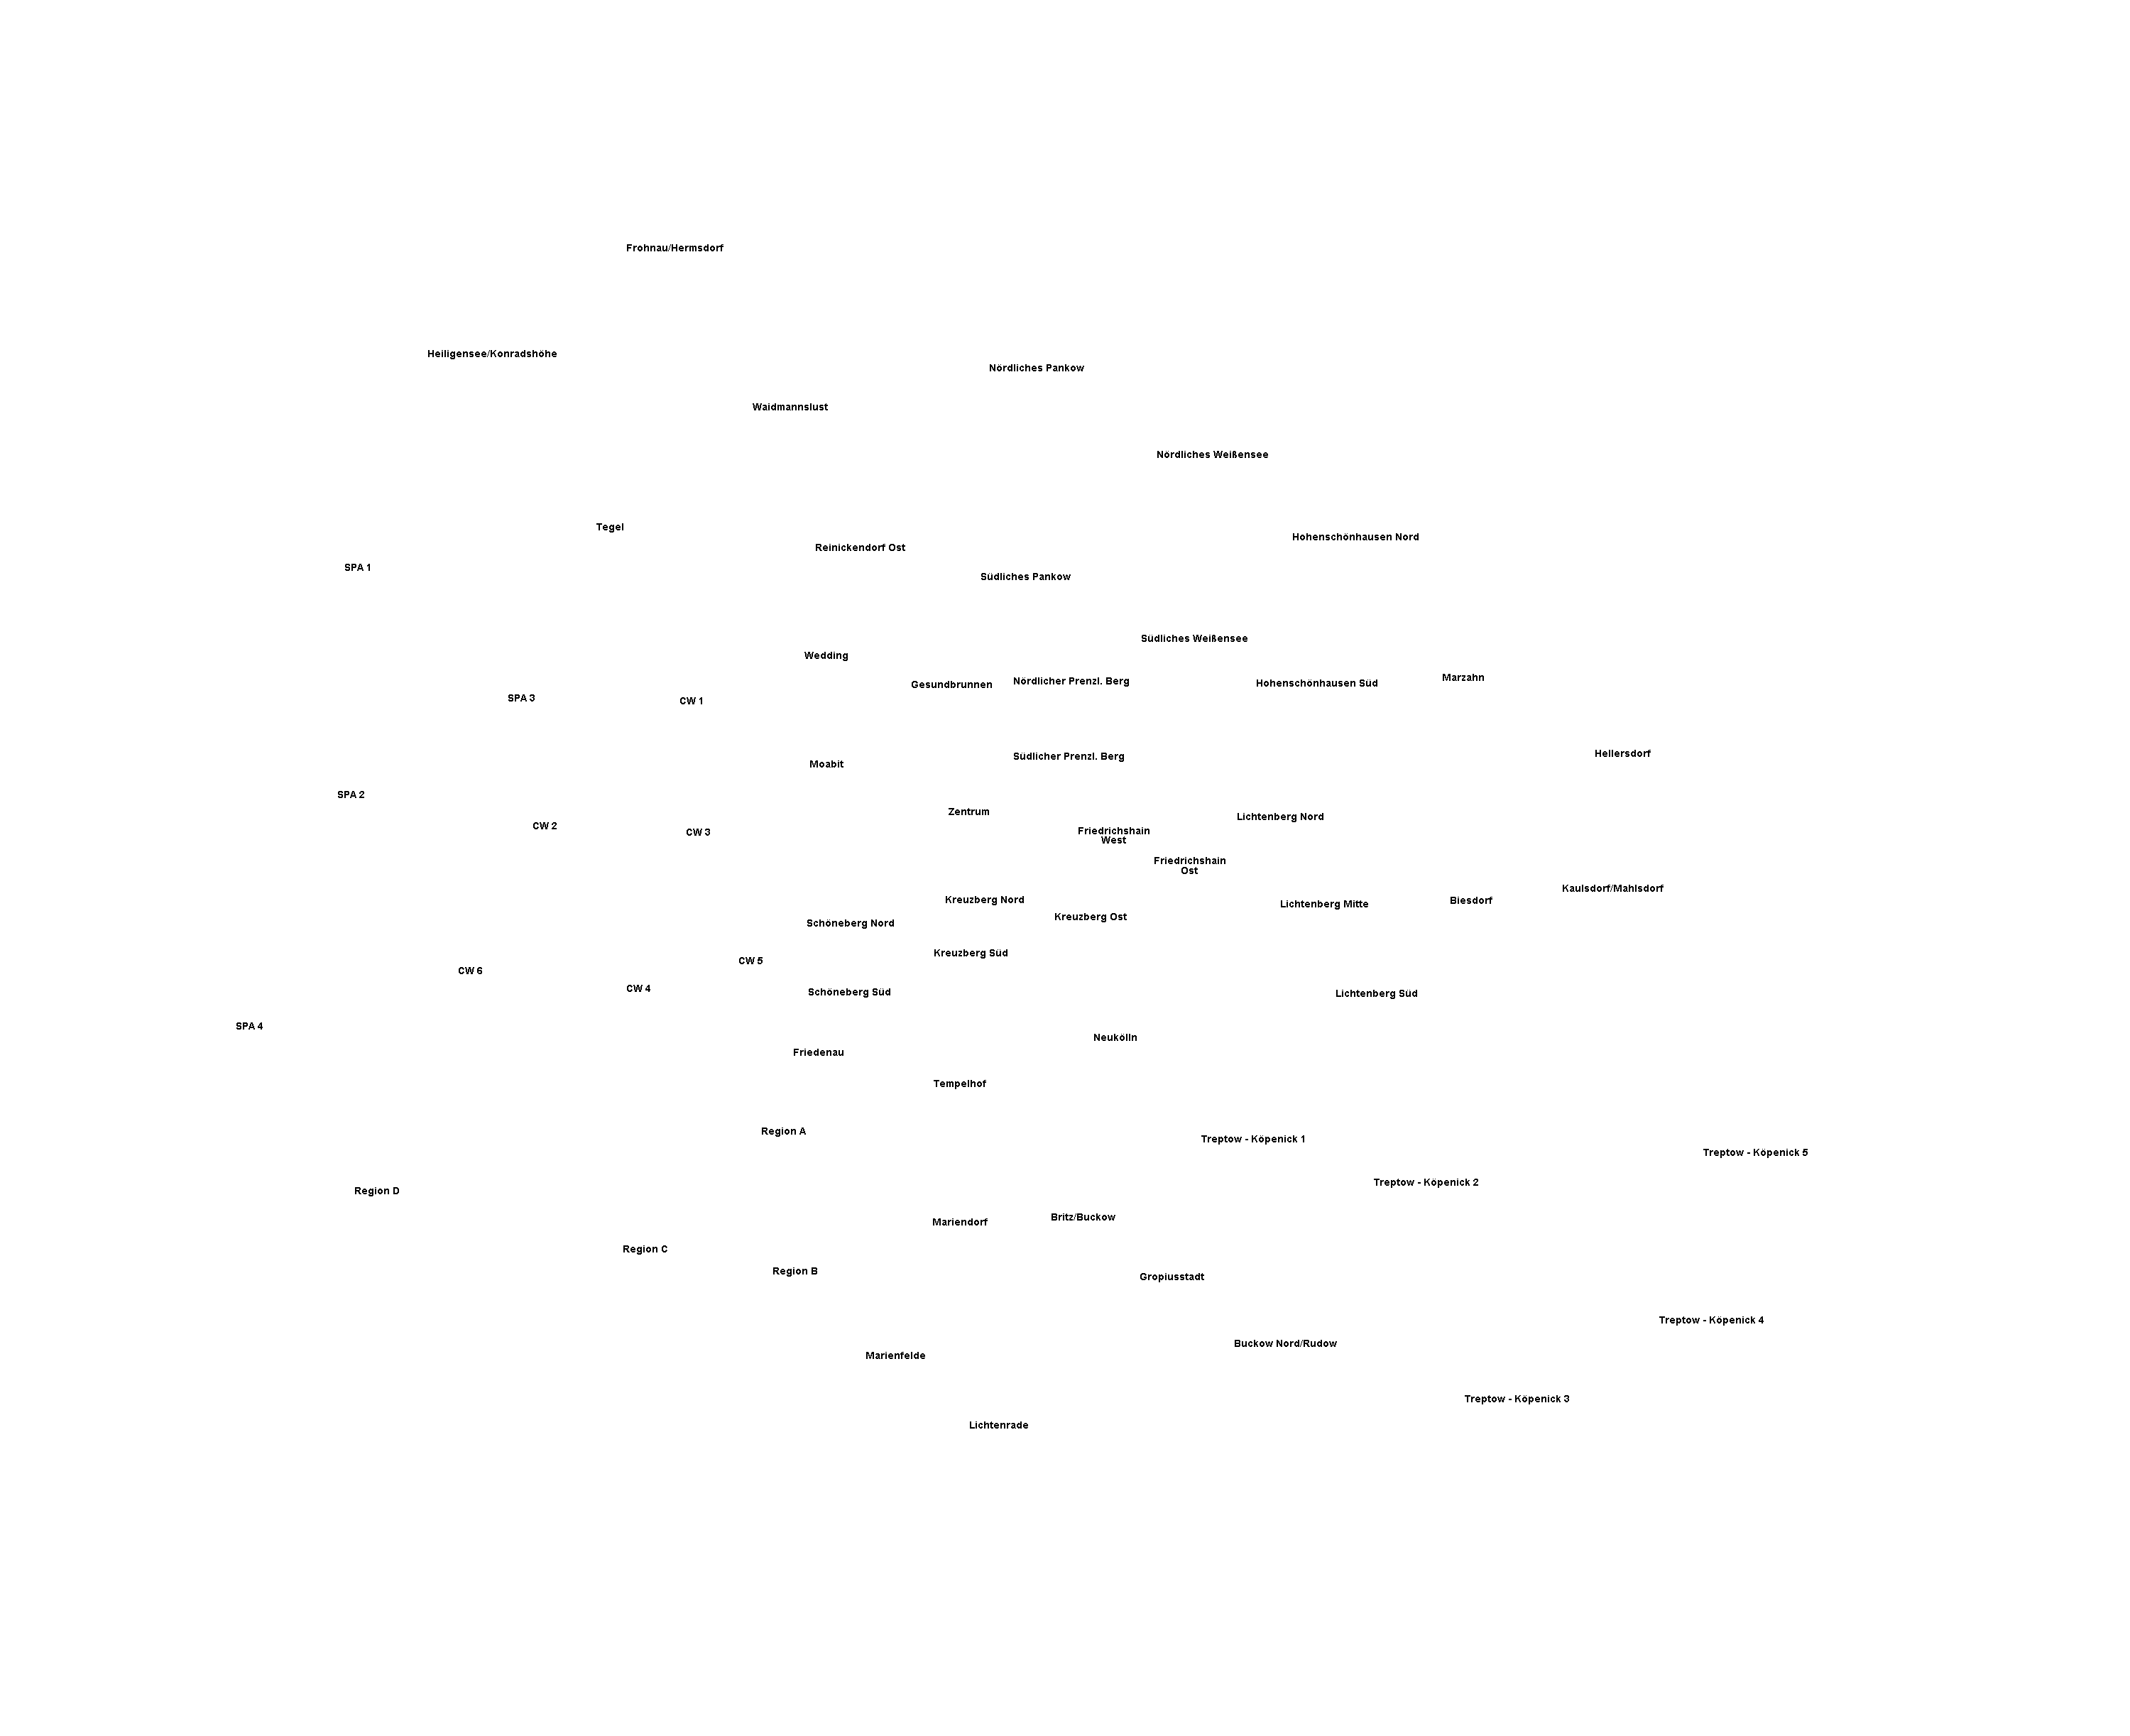 Frohnau/Hermsdorf
Heiligensee/Konradshöhe
Nördliches Pankow
Waidmannslust
Nördliches Weißensee
Tegel
Hohenschönhausen Nord
Reinickendorf Ost
SPA 1
Südliches Pankow
Südliches Weißensee
Wedding
Marzahn
Nördlicher Prenzl. Berg
Hohenschönhausen Süd
Gesundbrunnen
SPA 3
CW 1
Hellersdorf
Südlicher Prenzl. Berg
Moabit
SPA 2
Zentrum
Lichtenberg Nord
CW 2
CW 3
Friedrichshain
West
Friedrichshain
Ost
Kaulsdorf/Mahlsdorf
Kreuzberg Nord
Biesdorf
Lichtenberg Mitte
Kreuzberg Ost
Schöneberg Nord
Kreuzberg Süd
CW 5
CW 6
CW 4
Schöneberg Süd
Lichtenberg Süd
SPA 4
Neukölln
Friedenau
Tempelhof
Region A
Treptow - Köpenick 1
Treptow - Köpenick 5
Treptow - Köpenick 2
Region D
Britz/Buckow
Mariendorf
Region C
Region B
Gropiusstadt
Treptow - Köpenick 4
Buckow Nord/Rudow
Marienfelde
Treptow - Köpenick 3
Lichtenrade